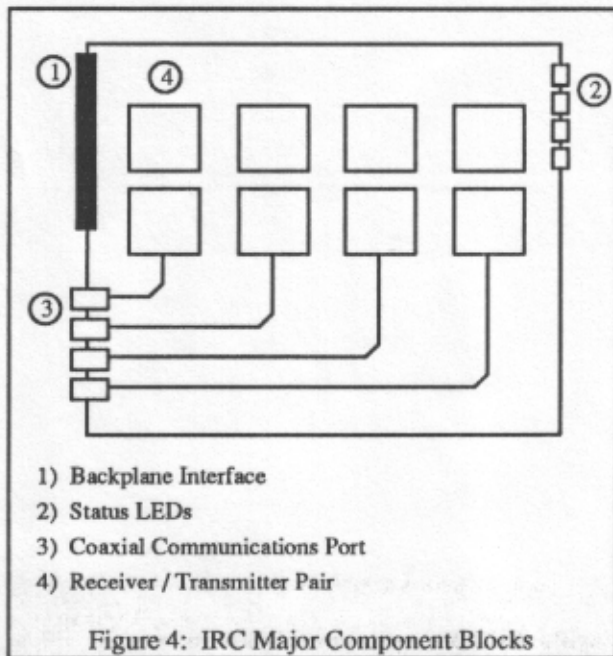 1
4
2
3
1) Backplane Interface
2) Status LEDs
3) Coaxial Communications Port
4) Receiver / Transmitter Pair
Figure 4: IRC Major Component Blocks